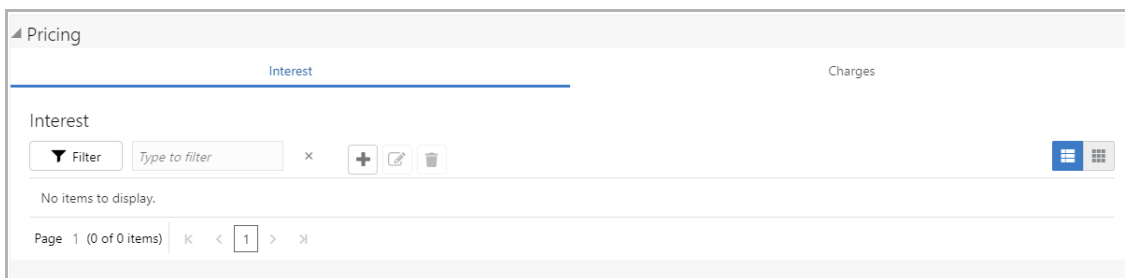 Pricing
Interest Charges
Interest
Filter Type to filter
No items to display.
Page 1 (0 of 0 items) 1